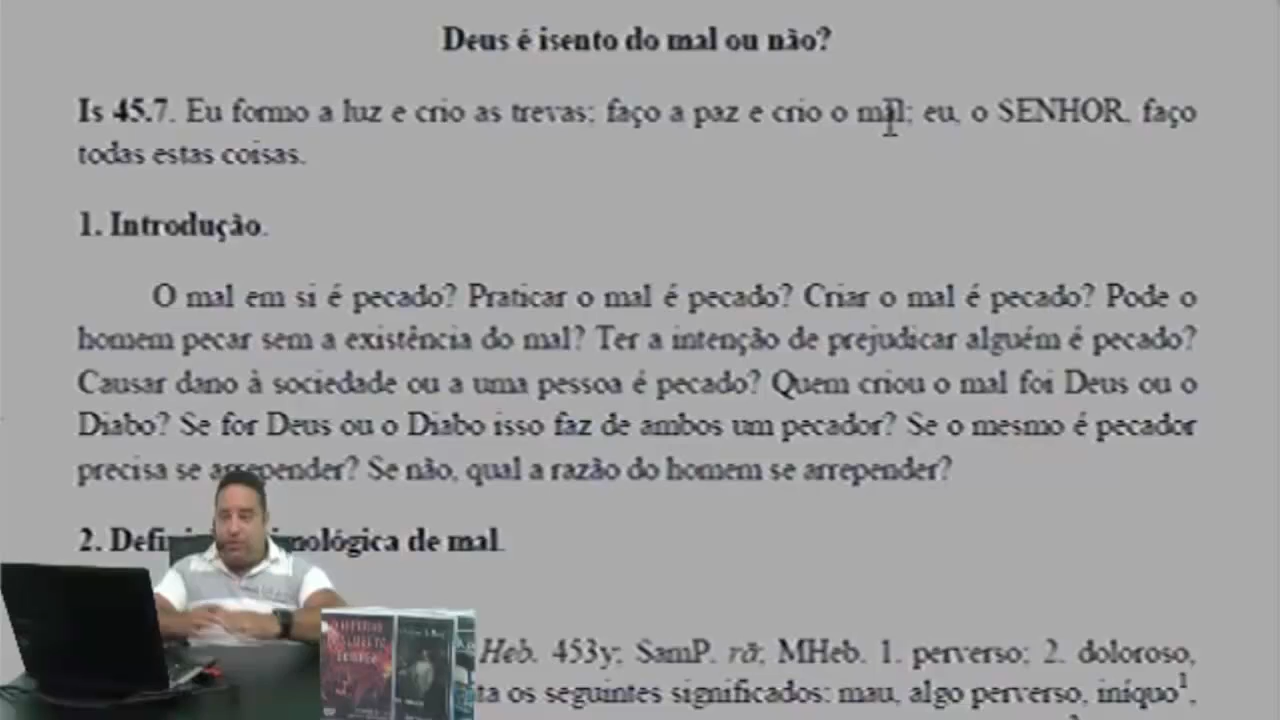 Deus é isento do mal ou não?
Is 45.7. Eu formo a luz e crio as trevas; faço a paz e crio o mal; eu, o SENHOR, faço
todas estas coisas.
1. Introdução.
O mal em si é pecado? Praticar o mal é pecado? Criar o mal é pecado? Pode o
homem pecar sem a existência do mal? Ter a intenção de prejudicar alguém é pecado?
Causar dano à sociedade ou a uma pessoa é pecado? Quem criou o mal foi Deus ou o
Diabo? Se for Deus ou o Diabo isso faz de ambos um pecador? Se o mesmo é pecador
precisa se arrepender? Se não, qual a razão do homem se arrepender?
2. de mal.
Heb. 453y; SamP. rā; MHeb. 1. perverso; 2. doloroso,
os seguintes significados: mau, algo perverso, iníquo1,